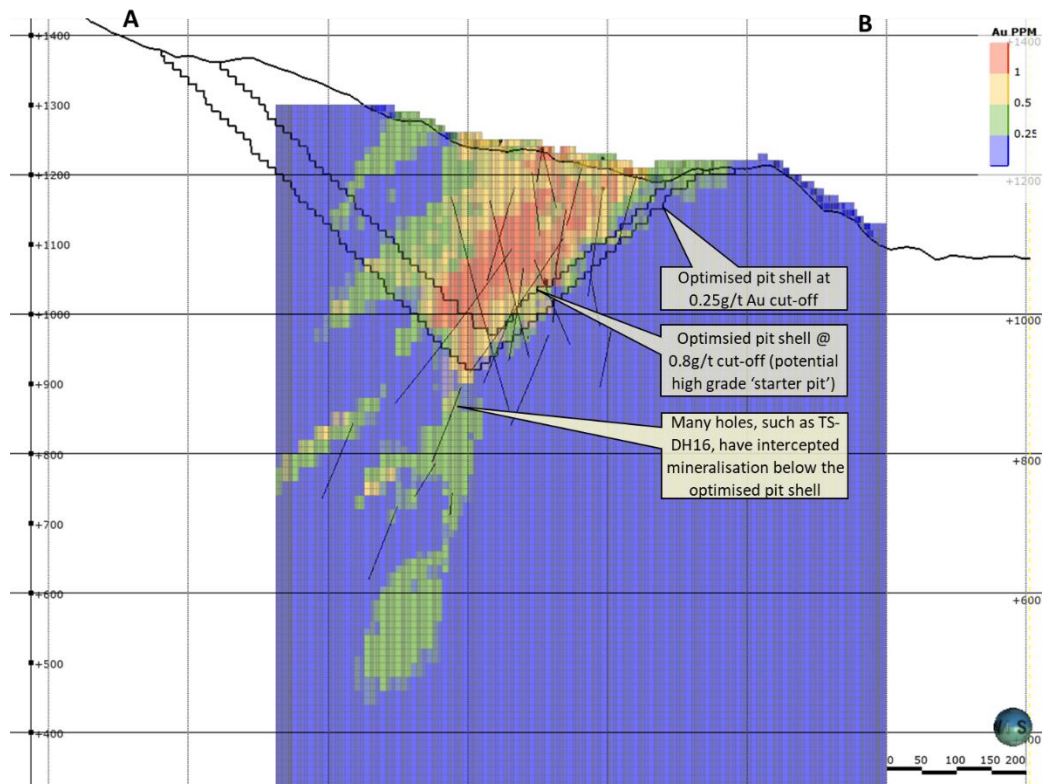 A
B
Au PPM
1
0.5
0.25
+1400
+1300
+1200
+1100
+1000
+900
+800
+700
+600
+500
+400
+1400
+1200
+1000
+800
+600
Optimised pit shell at
0.25g/t Au cut-off
Optimsied pit shell @
0.8g/t cut-off (potential
high grade ‘starter pit’)
Many holes, such as TS-
DH16, have intercepted
mineralisation below the
optimised pit shell
S
0 50 100 150 200